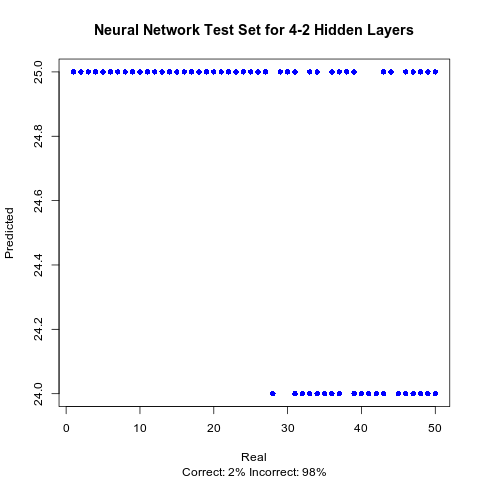 Neural Network Test Set for 4-2 Hidden Layers
25.0
24.8
24.6
24.4
24.2
24.0
Predicted
0 10 20 30 40 50
Real
Correct: 2% Incorrect: 98%